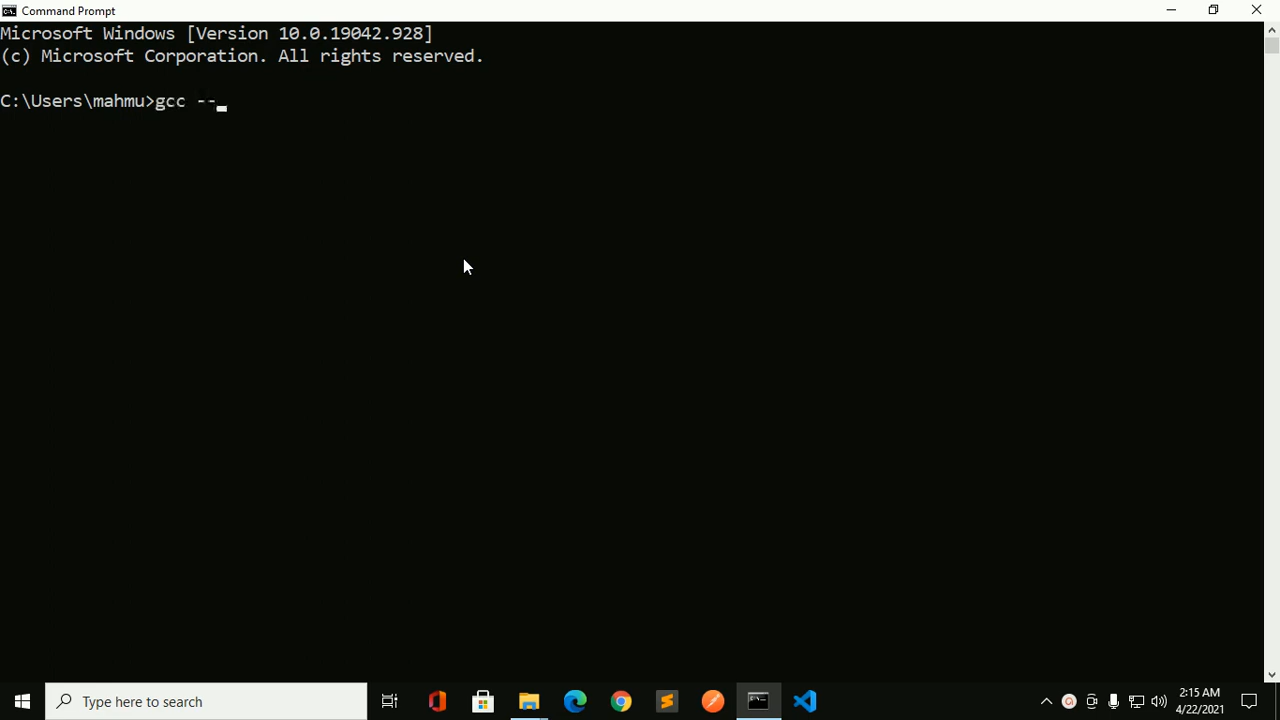 Command Prompt
Microsoft Windows [Version 10.0.19042.928]
(c) Microsoft Corporation. All rights reserved.
C:\Users\mahmu>gcc --_
Type here to search
2:15 AM
4/22/2021